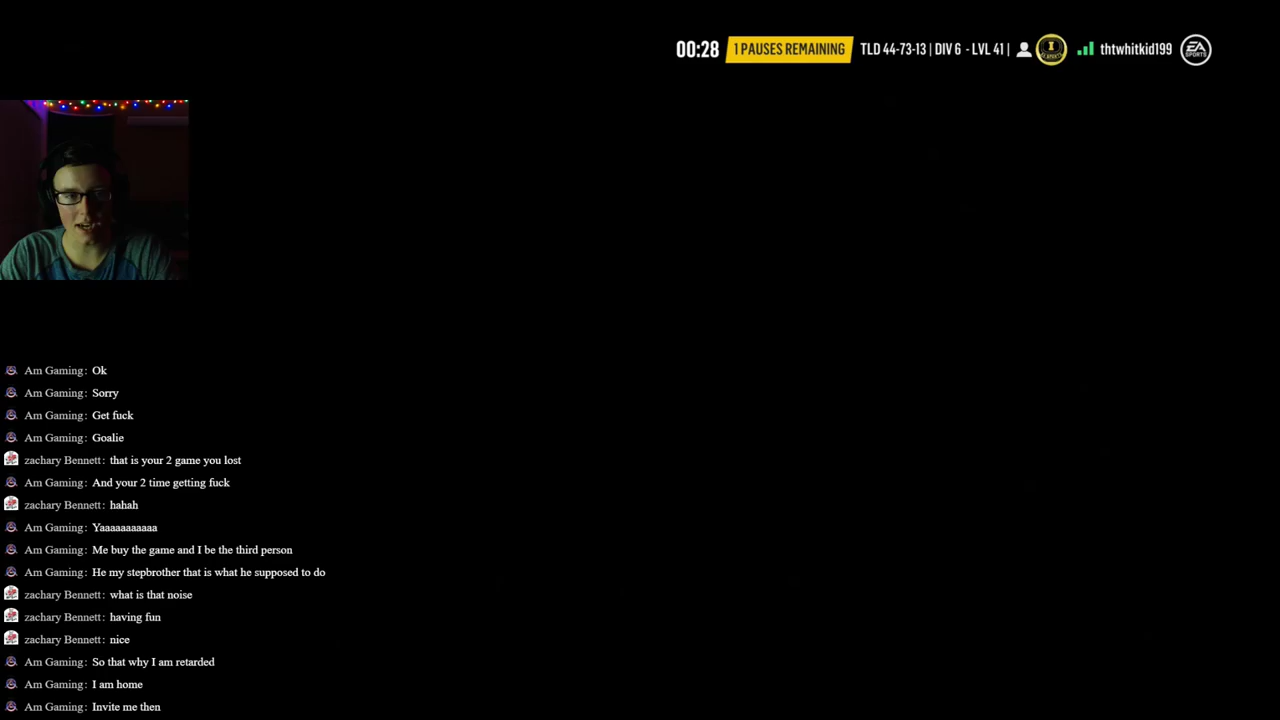 00:28 1 PAUSES REMAINING TLD 44-73-13 | DIV 6 - LVL 41 | thtwhitkid199 EA SPORTS
Am Gaming: Ok
Am Gaming: Sorry
Am Gaming: Get fuck
Am Gaming: Goalie
zachary Bennett: that is your 2 game you lost
Am Gaming: And your 2 time getting fuck
zachary Bennett: hahah
Am Gaming: Yaaaaaaaaaaa
Am Gaming: Me buy the game and I be the third person
Am Gaming: He my stepbrother that is what he supposed to do
zachary Bennett: what is that noise
zachary Bennett: having fun
zachary Bennett: nice
Am Gaming: So that why I am retarded
Am Gaming: I am home
Am Gaming: Invite me then